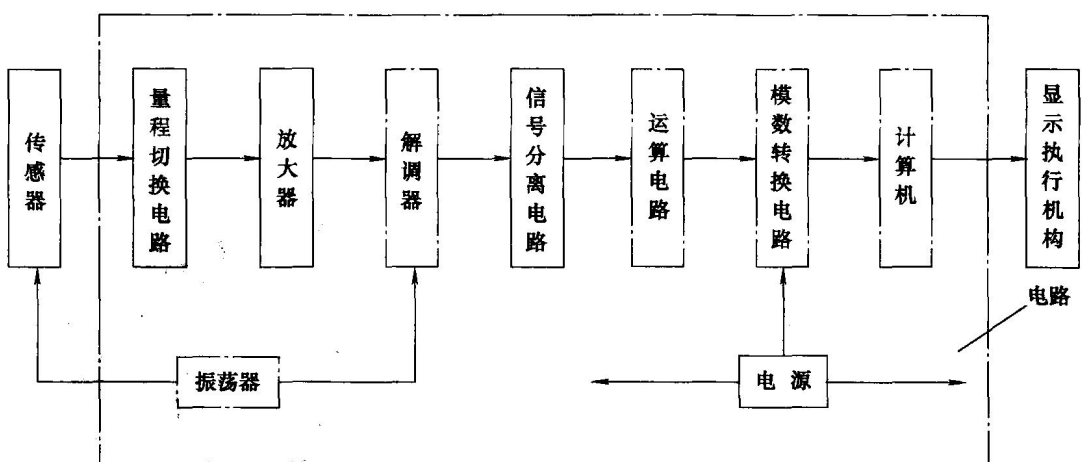 传感器
量程切换电路
放大器
解调器
信号分离电路
运算电路
模数转换电路
计算机
显示执行机构
电路
振荡器
电源